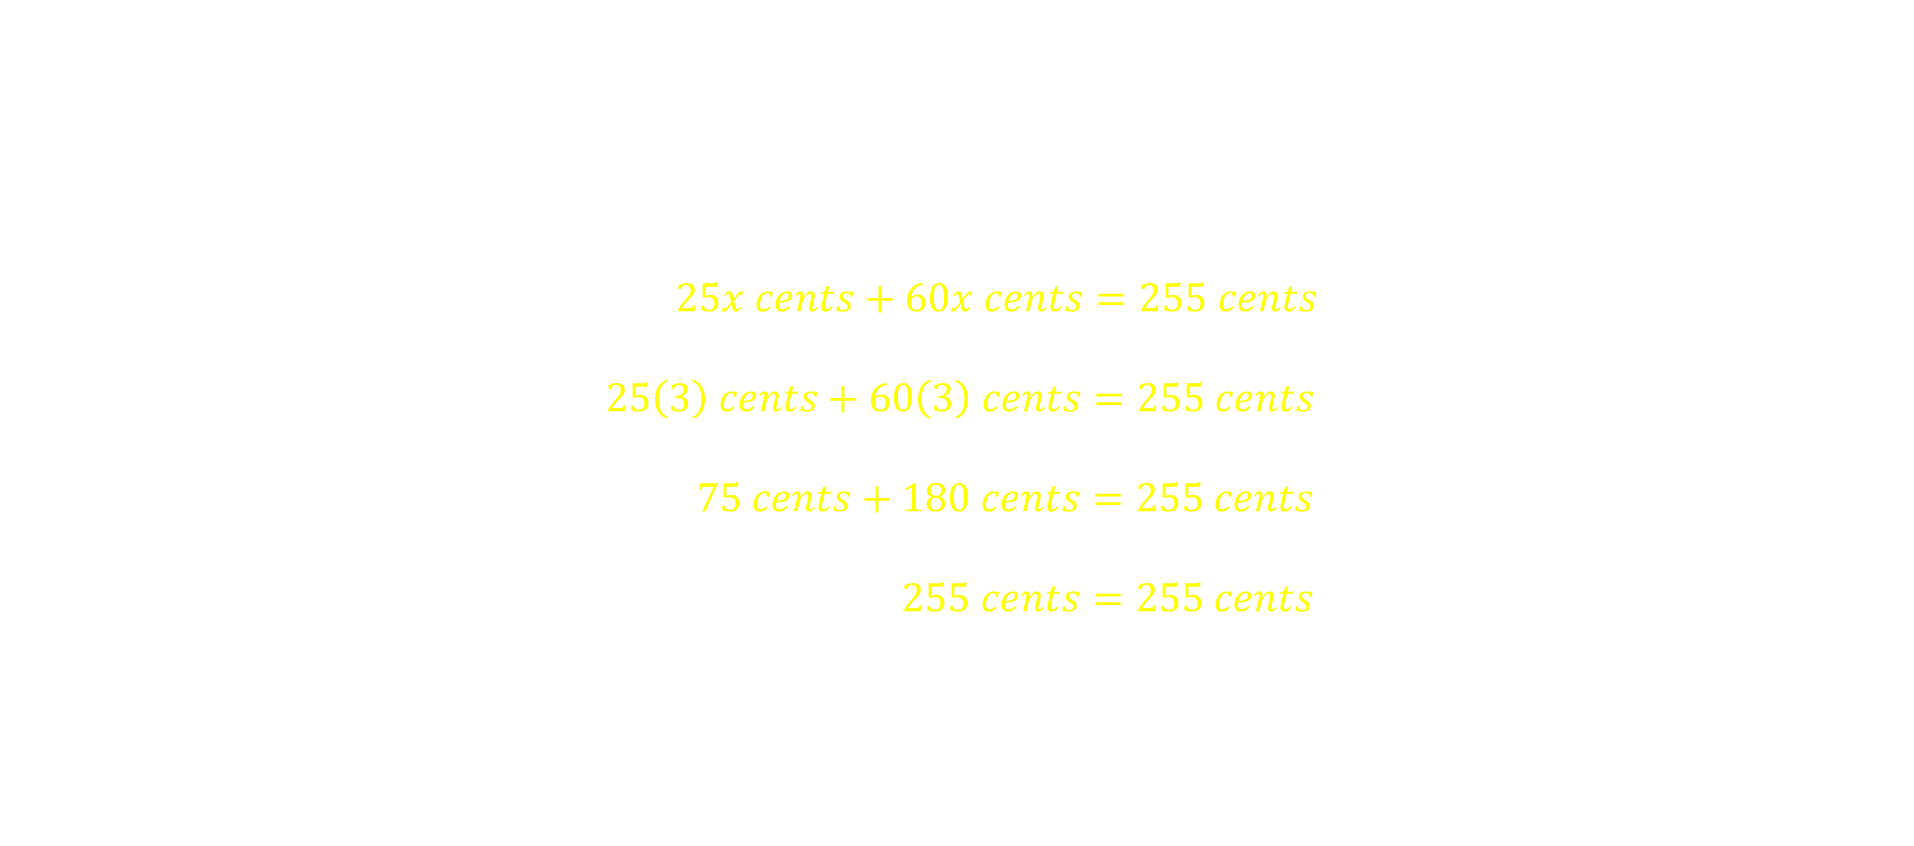 25x cents + 60x cents = 255 cents
25(3) cents + 60(3) cents = 255 cents
75 cents + 180 cents = 255 cents
255 cents = 255 cents